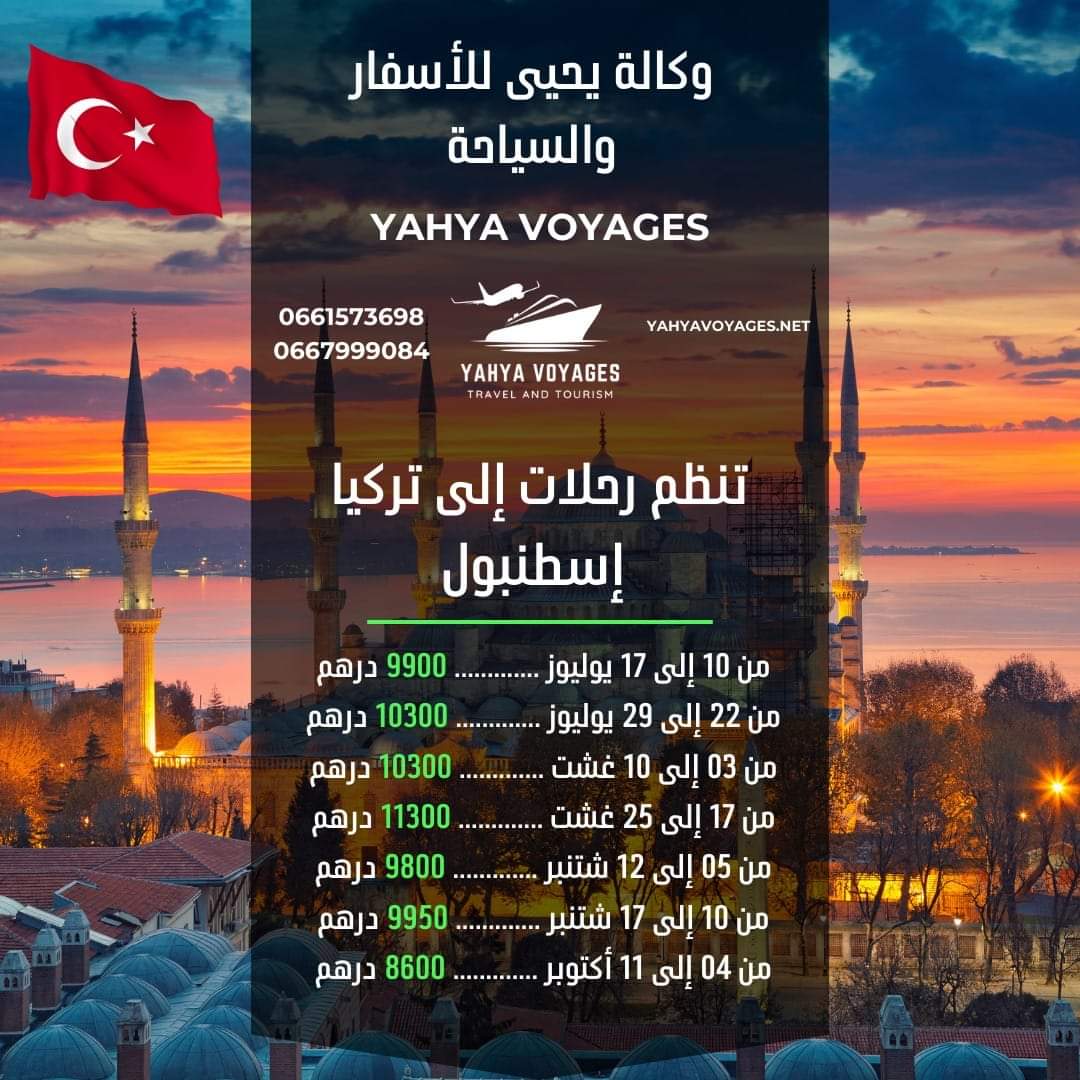 وكالة يحيى للأسفار
والسياحة
YAHYA VOYAGES
0661573698
0667999084
YAHYA VOYAGES
TRAVEL AND TOURISM
YAHYAVOYAGES.NET
تنظم رحلات إلى تركيا
إسطنبول
من 10 إلى 17 يوليوز ............. 9900 درهم
من 22 إلى 29 يوليوز ............. 10300 درهم
من 03 إلى 10 غشت ............. 10300 درهم
من 17 إلى 25 غشت ............. 11300 درهم
من 05 إلى 12 شتنبر ............. 9800 درهم
من 10 إلى 17 شتنبر ............. 9950 درهم
من 04 إلى 11 أكتوبر ............. 8600 درهم